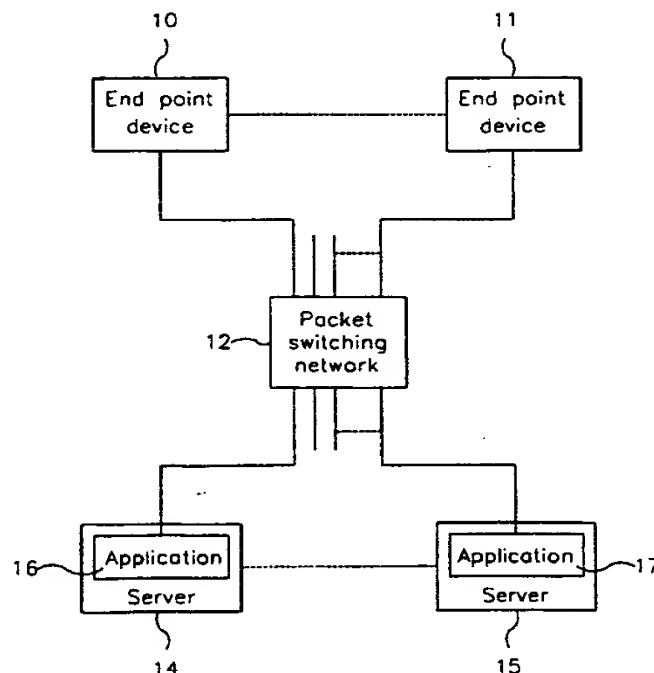 10
11
End point
device
End point
device
12
Packet
switching
network
16
Application
Server
Application
17
Server
14
15